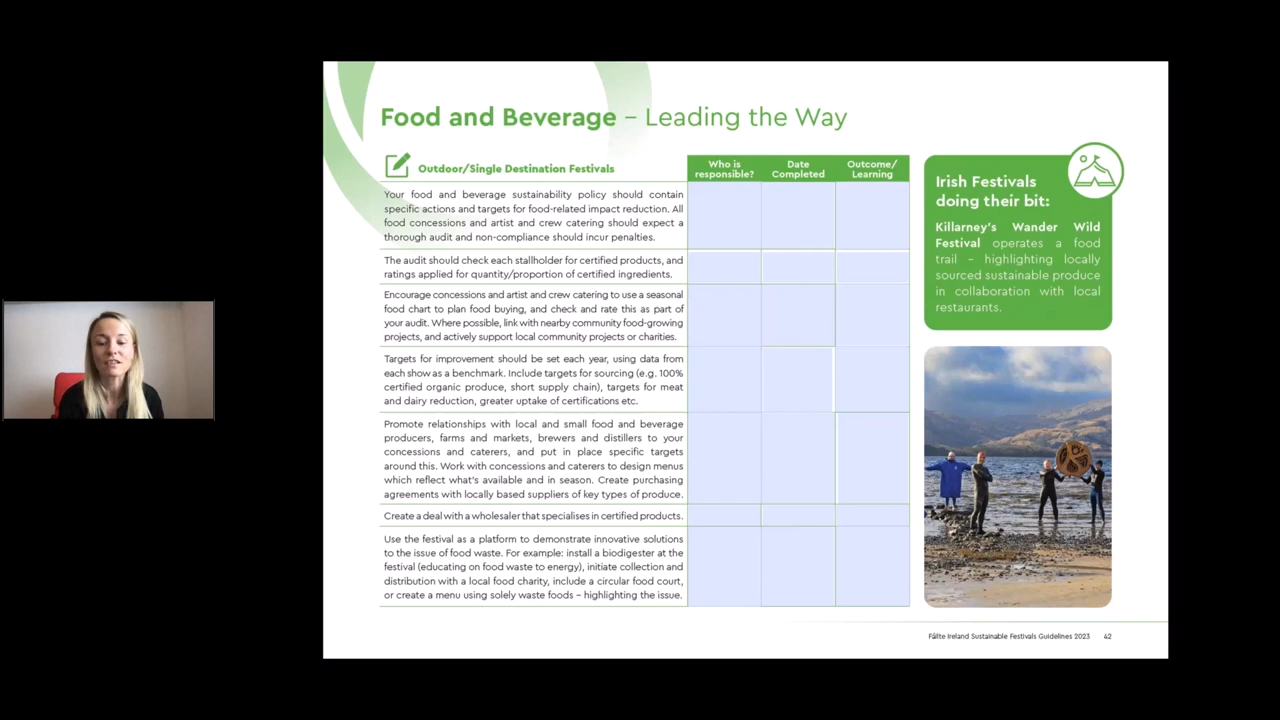 Food and Beverage – Leading the Way
Outdoor/Single Destination Festivals
Who is
responsible?
Date
Completed
Outcome/
Learning
Your food and beverage sustainability policy should contain
specific actions and targets for food-related impact reduction. All
food concessions and artist and crew catering should expect a
thorough audit and non-compliance should incur penalties.
The audit should check each stallholder for certified products, and
ratings applied for quantity/proportion of certified ingredients.
Encourage concessions and artist and crew catering to use a seasonal
food chart to plan food buying, and check and rate this as part of
your audit. Where possible, link with nearby community food-growing
projects, and actively support local community projects or charities.
Targets for improvement should be set each year, using data from
each show as a benchmark. Include targets for sourcing (e.g. 100%
certified organic produce, short supply chain), targets for meat
and dairy reduction, greater uptake of certifications etc.
Promote relationships with local and small food and beverage
producers, farms and markets, brewers and distillers to your
concessions and caterers, and put in place specific targets
around this. Work with concessions and caterers to design menus
which reflect what's available and in season. Create purchasing
agreements with locally based suppliers of key types of produce.
Create a deal with a wholesaler that specialises in certified products.
Use the festival as a platform to demonstrate innovative solutions
to the issue of food waste. For example: install a biodigester at the
festival (educating on food waste to energy), initiate collection and
distribution with a local food charity, include a circular food court,
or create a menu using solely waste foods – highlighting the issue.
Irish Festivals
doing their bit:
Killarney's Wander Wild
Festival operates a food
trail – highlighting locally
sourced sustainable produce
in collaboration with local
restaurants.
Fáilte Ireland Sustainable Festivals Guidelines 2023 42